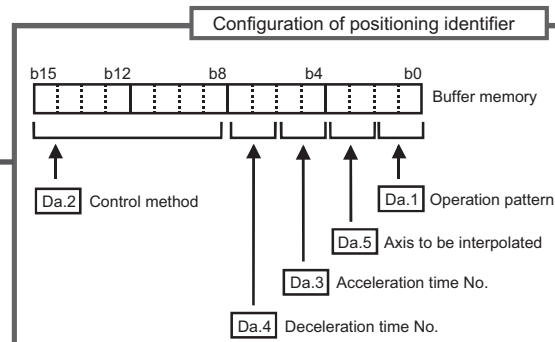 Configuration of positioning identifier
b15 b12 b8 b4 b0
Buffer memory
Da.2 Control method
Da.1 Operation pattern
Da.5 Axis to be interpolated
Da.3 Acceleration time No.
Da.4 Deceleration time No.